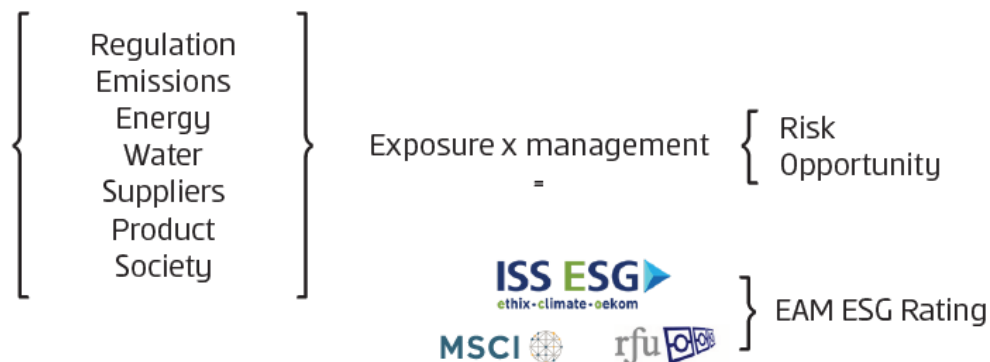 Regulation
Emissions
Energy
Water
Suppliers
Product
Society
Exposure x management
=
Risk
Opportunity
ISS ESG
ethix-climate-oekom
MSCI
rfu
EAM ESG Rating